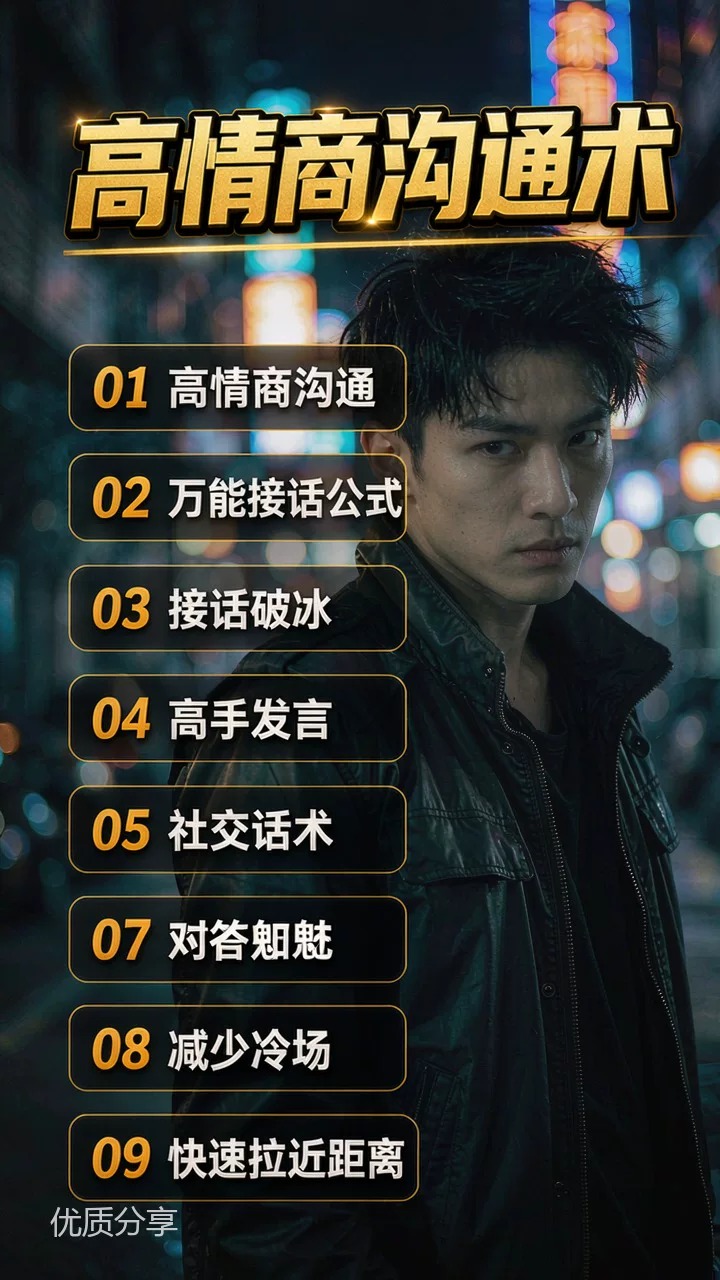 高情商沟通术
01 高情商沟通
02 万能接话公式
03 接话破冰
04 高手发言
05 社交话术
07 对答
08 减少冷场
09 快速拉近距离
优质分享